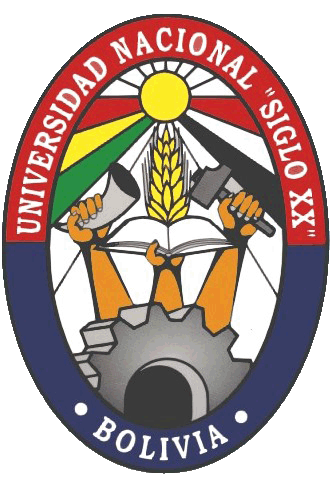 UNIVERSIDAD NACIONAL "SIGLO XX"
• BOLIVIA •